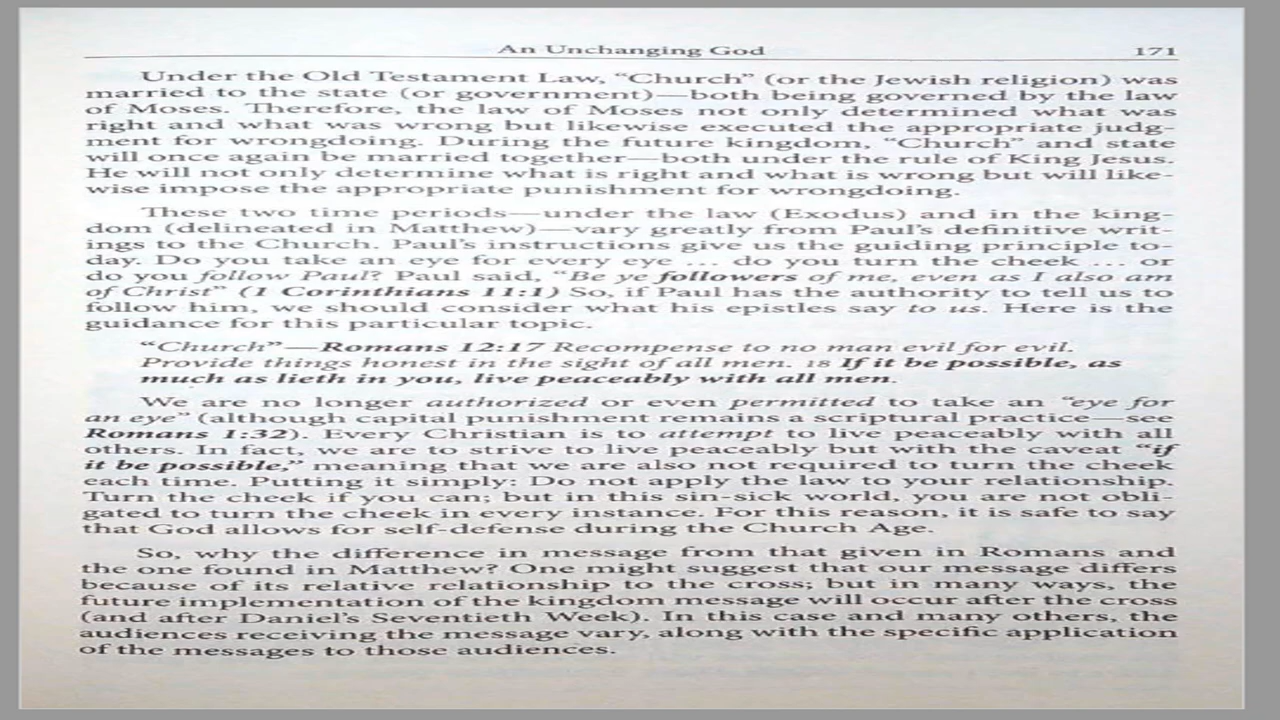 An Unchanging God 171
Under the Old Testament Law, “Church” (or the Jewish religion) was
married to the state (or government)—both being governed by the law
of Moses. Therefore, the law of Moses not only determined what was
right and what was wrong but likewise executed the appropriate judg-
ment for wrongdoing. During the future kingdom, “Church” and state
will once again be married together—both under the rule of King Jesus.
He will not only determine what is right and what is wrong but will like-
wise impose the appropriate punishment for wrongdoing.
These two time periods—under the law (Exodus) and in the king-
dom (delineated in Matthew)—vary greatly from Paul’s definitive writ-
ings to the Church. Paul’s instructions give us the guiding principle to-
day. Do you take an eye for every eye … do you turn the cheek … or
do you follow Paul? Paul said, “Be ye followers of me, even as I also am
of Christ” (1 Corinthians 11:1) So, if Paul has the authority to tell us to
follow him, we should consider what his epistles say to us. Here is the
guidance for this particular topic.
“Church”—Romans 12:17 Recompense to no man evil for evil.
Provide things honest in the sight of all men. 18 If it be possible, as
much as lieth in you, live peaceably with all men.
We are no longer authorized or even permitted to take an “eye for
an eye” (although capital punishment remains a scriptural practice—see
Romans 1:32). Every Christian is to attempt to live peaceably with all
others. In fact, we are to strive to live peaceably but with the caveat “if
it be possible,” meaning that we are also not required to turn the cheek
each time. Putting it simply: Do not apply the law to your relationship.
Turn the cheek if you can; but in this sin-sick world, you are not obli-
gated to turn the cheek in every instance. For this reason, it is safe to say
that God allows for self-defense during the Church Age.
So, why the difference in message from that given in Romans and
the one found in Matthew? One might suggest that our message differs
because of its relative relationship to the cross; but in many ways, the
future implementation of the kingdom message will occur after the cross
(and after Daniel’s Seventieth Week). In this case and many others, the
audiences receiving the message vary, along with the specific application
of the messages to those audiences.